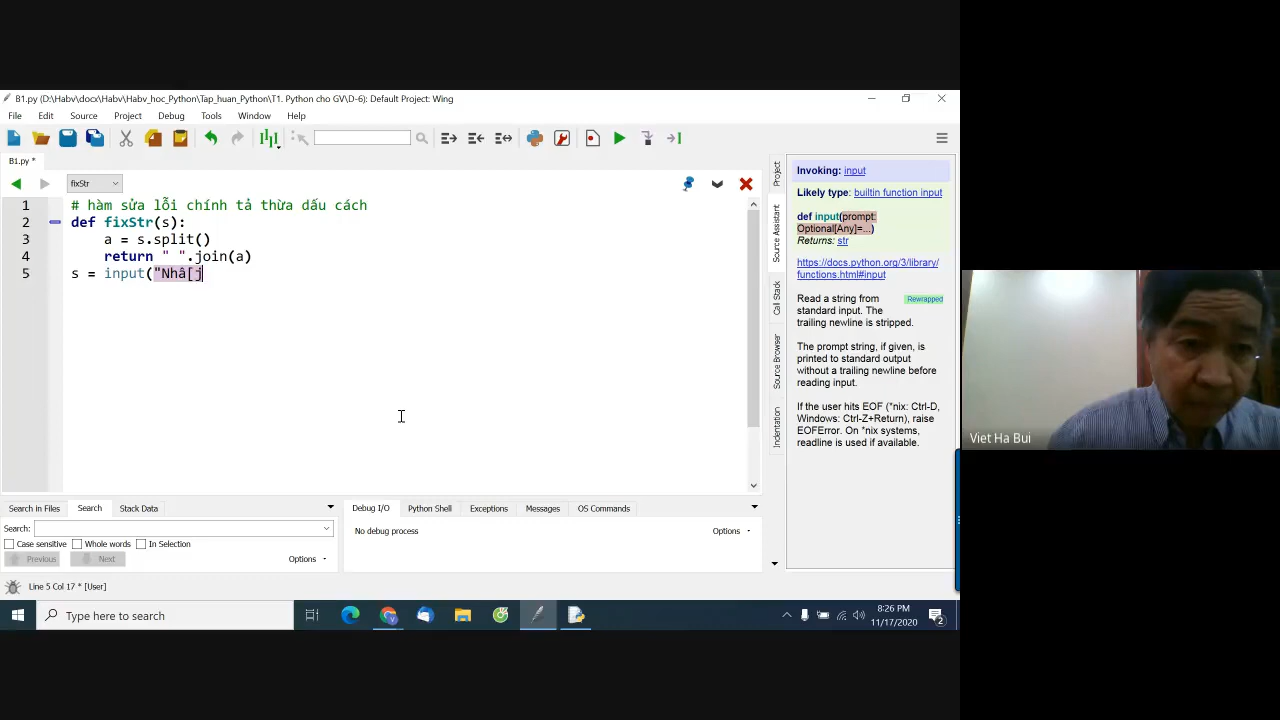 B1.py (D:\Habv\docx\Habv\Habv_hoc_Python\Tap_huan_Python\T1. Python cho GV\D-6): Default Project: Wing
File Edit Source Project Debug Tools Window Help
B1.py *
fixStr
1 # hàm sửa lỗi chính tả thừa dấu cách
2 def fixStr(s):
3 a = s.split()
4 return " ".join(a)
5 s = input("Nhâ[j
Project
Source Assistant
Call Stack
Source Browser
Indentation
Invoking: input
Likely type: builtin function input
def input(prompt:
Optional[Any]=...)
Returns: str
https://docs.python.org/3/library/
functions.html#input
Read a string from Rewrapped
standard input. The
trailing newline is stripped.
The prompt string, if given, is
printed to standard output
without a trailing newline before
reading input.
If the user hits EOF (*nix: Ctrl-D,
Windows: Ctrl-Z+Return), raise
EOFError. On *nix systems,
readline is used if available.
Viet Ha Bui
Search in Files Search Stack Data
Search:
Case sensitive Whole words In Selection
Previous Next Options
Debug I/O Python Shell Exceptions Messages OS Commands
No debug process Options
Line 5 Col 17 * [User]
Type here to search
8:26 PM
11/17/2020
2